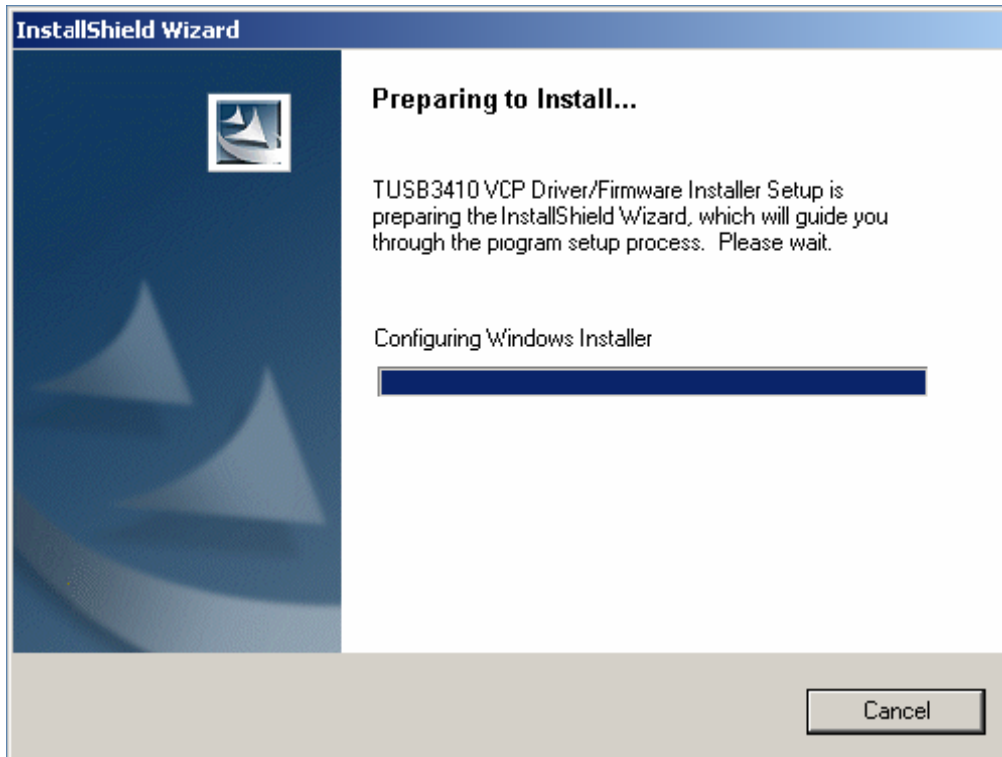 InstallShield Wizard
Preparing to Install...
TUSB3410 VCP Driver/Firmware Installer Setup is
preparing the InstallShield Wizard, which will guide you
through the program setup process.  Please wait.
Configuring Windows Installer
Cancel